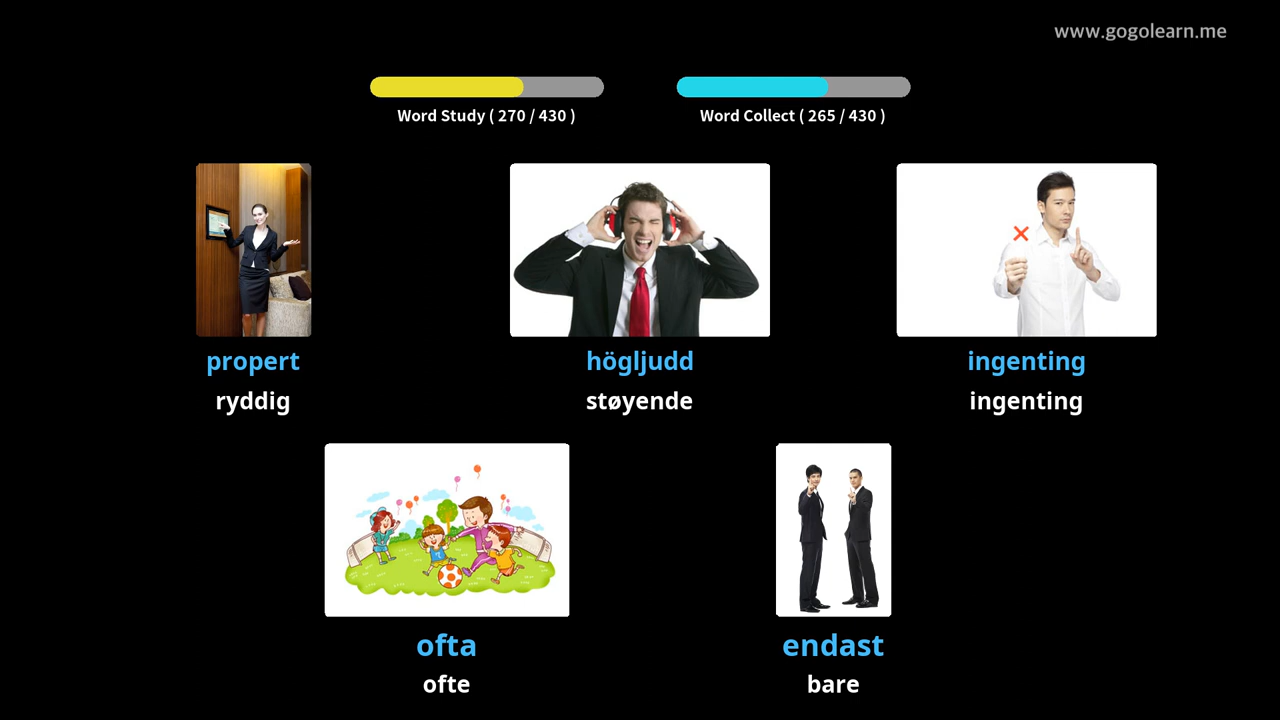 www.gogolearn.me
Word Study ( 270 / 430 )
Word Collect ( 265 / 430 )
propert
ryddig
högljudd
støyende
ingenting
ingenting
ofta
ofte
endast
bare